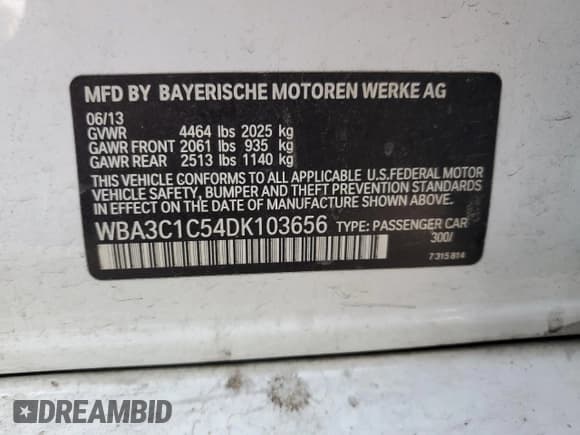 MFD BY BAYERISCHE MOTOREN WERKE AG
06/13
GVWR 4464 lbs 2025 kg
GAWR FRONT 2061 lbs 935 kg
GAWR REAR 2513 lbs 1140 kg
THIS VEHICLE CONFORMS TO ALL APPLICABLE U.S.FEDERAL MOTOR
VEHICLE SAFETY, BUMPER AND THEFT PREVENTION STANDARDS
IN EFFECT ON THE DATE OF MANUFACTURE SHOWN ABOVE.
WBA3C1C54DK103656 TYPE: PASSENGER CAR
300/
7315814
DREAMBID